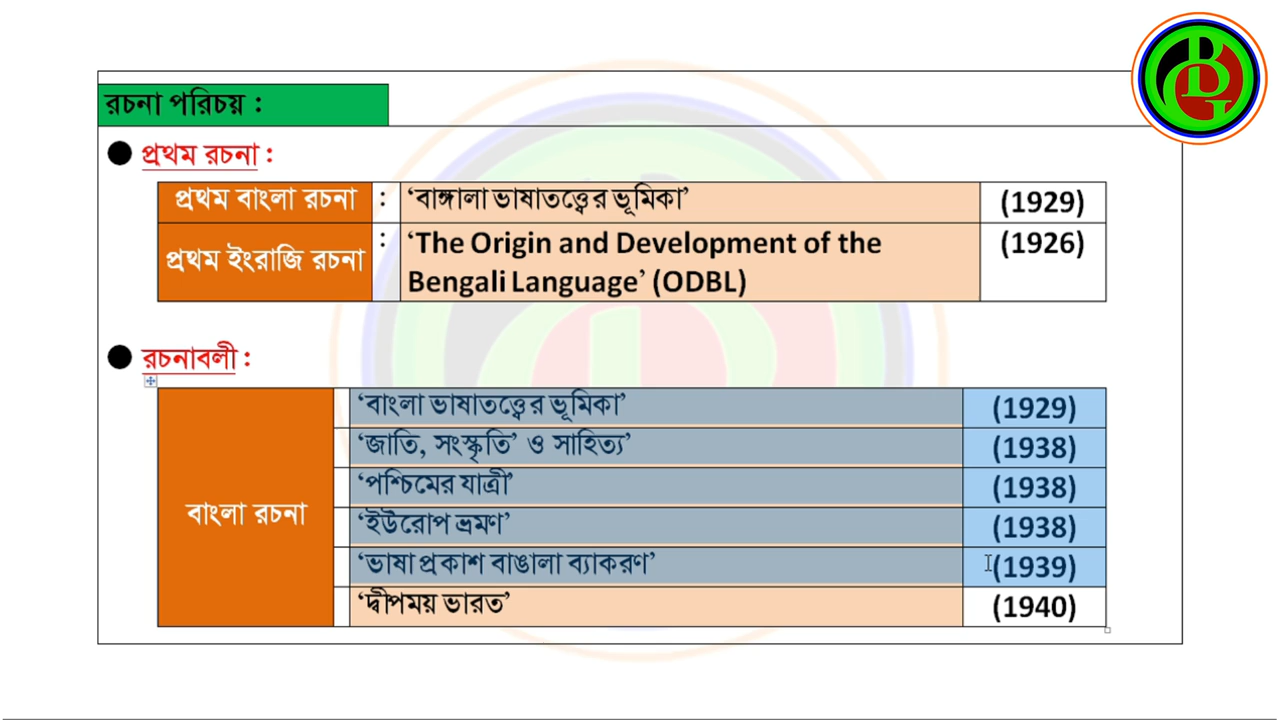 রচনা পরিচয় :
● প্রথম রচনা :
প্রথম বাংলা রচনা : ‘বাঙ্গালা ভাষাতত্ত্বের ভূমিকা’ (1929)
প্রথম ইংরাজি রচনা : ‘The Origin and Development of the (1926)
Bengali Language’ (ODBL)
● রচনাবলী :
‘বাংলা ভাষাতত্ত্বের ভূমিকা’ (1929)
‘জাতি, সংস্কৃতি’ ও সাহিত্য’ (1938)
‘পশ্চিমের যাত্রী’ (1938)
বাংলা রচনা
‘ইউরোপ ভ্রমণ’ (1938)
‘ভাষা প্রকাশ বাঙালা ব্যাকরণ’ (1939)
‘দ্বীপময় ভারত’ (1940)